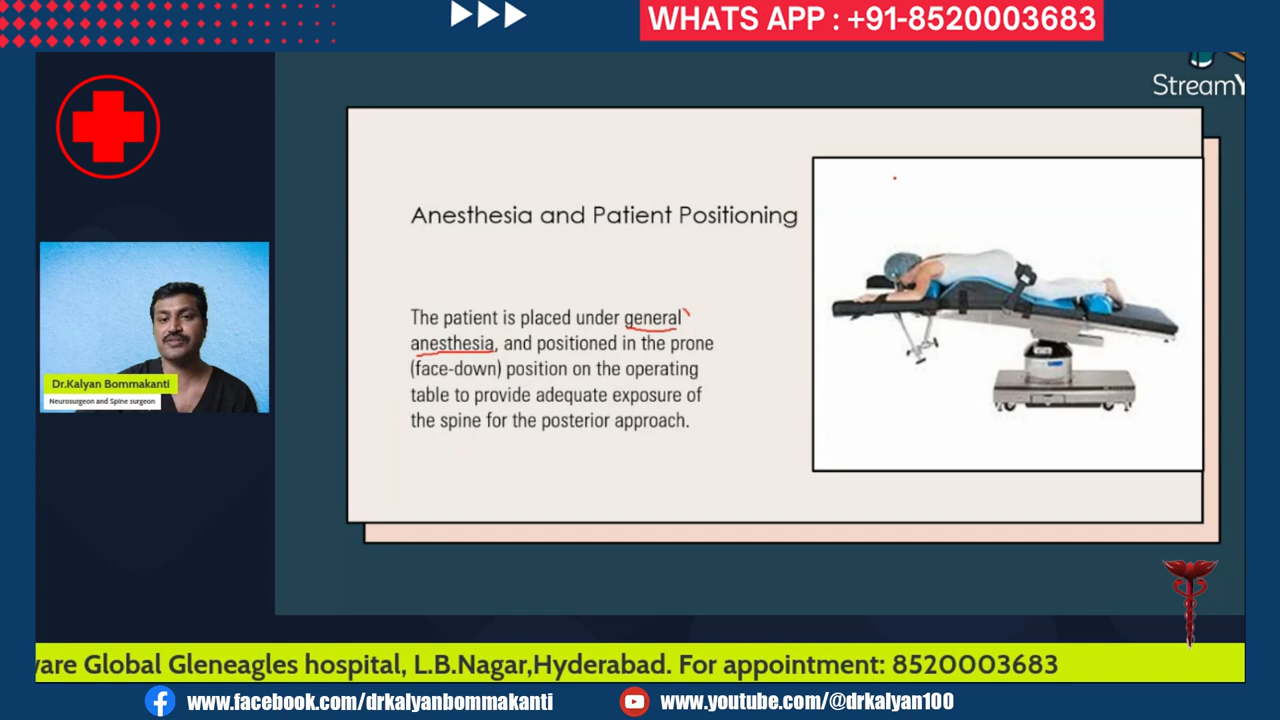 WHATS APP : +91-8520003683
Anesthesia and Patient Positioning
The patient is placed under general
anesthesia, and positioned in the prone
(face-down) position on the operating
table to provide adequate exposure of
the spine for the posterior approach.
Dr.Kalyan Bommakanti
Neurosurgeon and Spine surgeon
Global Gleneagles hospital, L.B.Nagar,Hyderabad. For appointment: 8520003683
www.facebook.com/drkalyanbommakanti
www.youtube.com/@drkalyan100